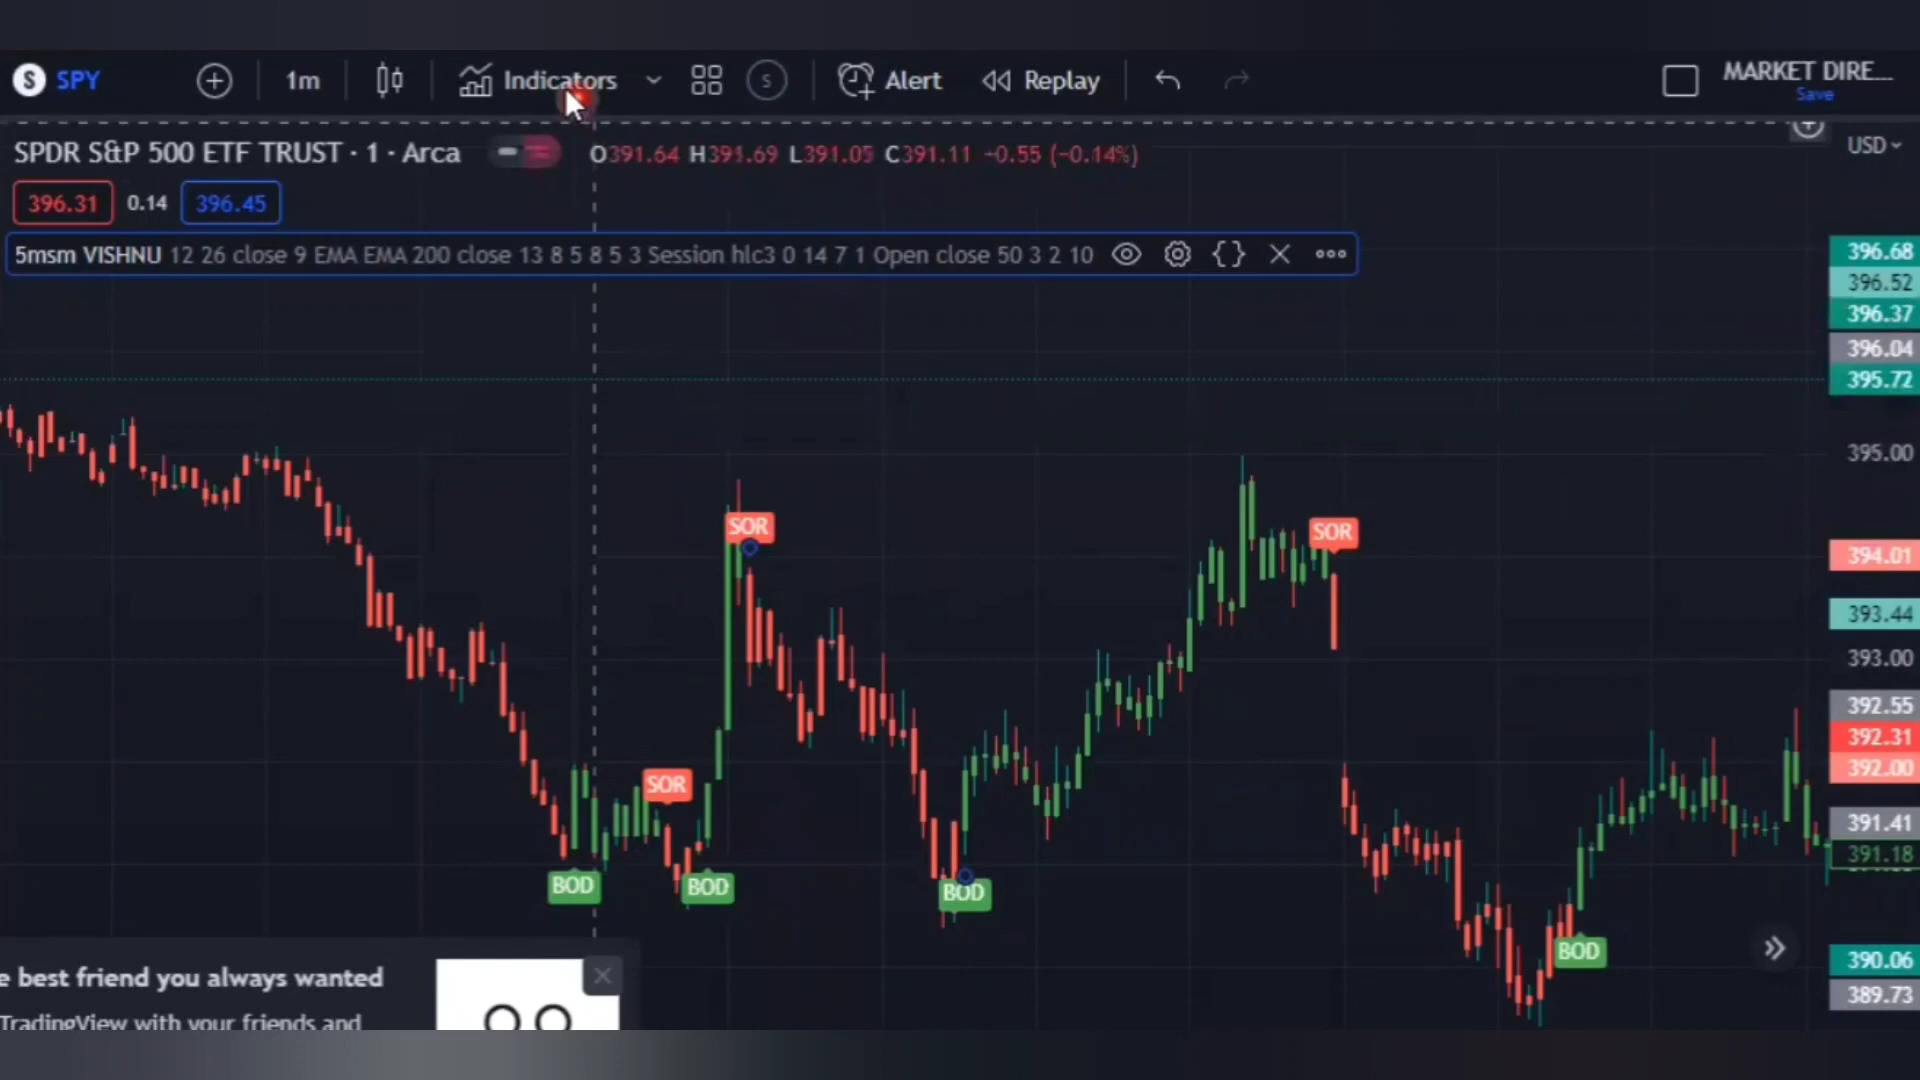 S SPY 1m Indicators S Alert Replay MARKET DIRE...
Save
SPDR S&P 500 ETF TRUST · 1 · Arca O391.64 H391.69 L391.05 C391.11 −0.55 (−0.14%) USD
396.31 0.14 396.45
5msm VISHNU 12 26 close 9 EMA EMA 200 close 13 8 5 8 5 3 Session hlc3 0 14 7 1 Open close 50 3 2 10
396.68
396.52
396.37
396.04
395.72
395.00
SOR
SOR
394.01
393.44
393.00
392.55
392.31
392.00
SOR
391.41
391.18
BOD
BOD
BOD
BOD
390.06
389.73
e best friend you always wanted
TradingView with your friends and